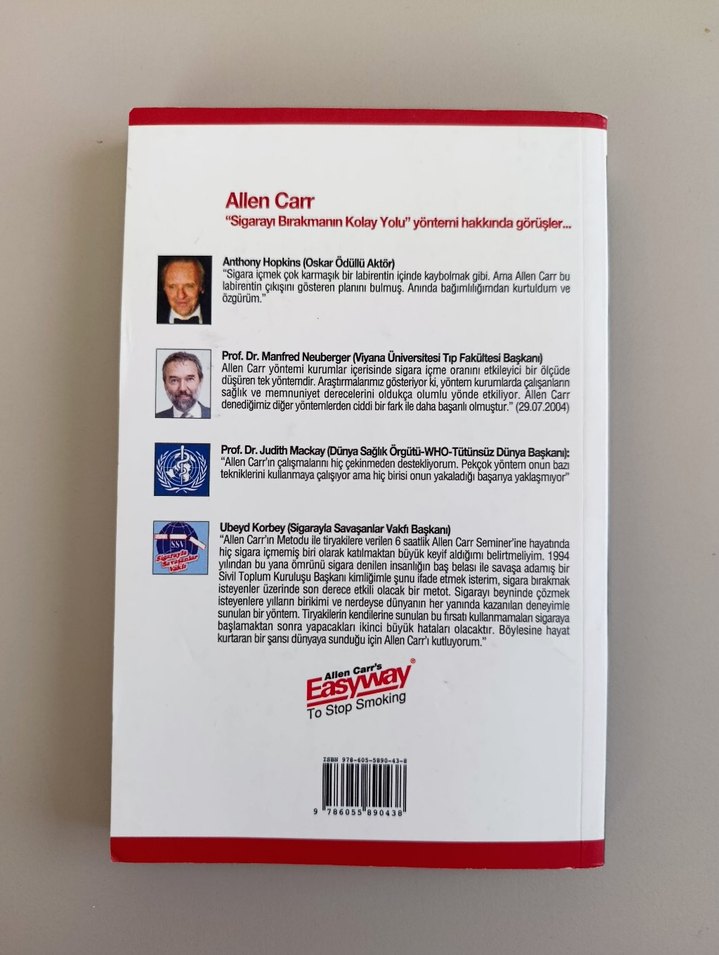 Allen Carr
“Sigarayı Bırakmanın Kolay Yolu” yöntemi hakkında görüşler...
Anthony Hopkins (Oskar Ödüllü Aktör)
“Sigara içmek çok karmaşık bir labirentin içinde kaybolmak gibi. Ama Allen Carr bu
labirentin çıkışını gösteren planını bulmuş. Anında bağımlılığımdan kurtuldum ve
özgürüm.”
Prof. Dr. Manfred Neuberger (Viyana Üniversitesi Tıp Fakültesi Başkanı)
Allen Carr yöntemi kurumlar içerisinde sigara içme oranını etkileyici bir ölçüde
düşüren tek yöntemdir. Araştırmalarımız gösteriyor ki, yöntem kurumlarda çalışanların
sağlık ve memnuniyet derecelerini oldukça olumlu yönde etkiliyor. Allen Carr
denediğimiz diğer yöntemlerden ciddi bir fark ile daha başarılı olmuştur.” (29.07.2004)
Prof. Dr. Judith Mackay (Dünya Sağlık Örgütü-WHO-Tütünsüz Dünya Başkanı):
“Allen Carr’ın çalışmalarını hiç çekinmeden destekliyorum. Pekçok yöntem onun bazı
tekniklerini kullanmaya çalışıyor ama hiç birisi onun yakaladığı başarıya yaklaşmıyor”
SSV
Sigarayla
Savaşanlar
Vakfı
Ubeyd Korbey (Sigarayla Savaşanlar Vakfı Başkanı)
“Allen Carr’ın Metodu ile tiryakilere verilen 6 saatlik Allen Carr Seminer’ine hayatında
hiç sigara içmemiş biri olarak katılmaktan büyük keyif aldığımı belirtmeliyim. 1994
yılından bu yana ömrünü sigara denilen insanlığın baş belası ile savaşa adamış bir
Sivil Toplum Kuruluşu Başkanı kimliğimle şunu ifade etmek isterim, sigara bırakmak
isteyenler üzerinde son derece etkili olacak bir metot. Sigarayı beyninde çözmek
isteyenlere yılların birikimi ve nerdeyse dünyanın her yanında kazanılan deneyimle
sunulan bir yöntem. Tiryakilerin kendilerine sunulan bu fırsatı kullanmamaları sigaraya
başlamaktan sonra yapacakları ikinci büyük hataları olacaktır. Böylesine hayat
kurtaran bir şansı dünyaya sunduğu için Allen Carr’ı kutluyorum.”
Allen Carr's
Easyway®
To Stop Smoking
ISBN 978-605-5890-43-8
9 786055 890438